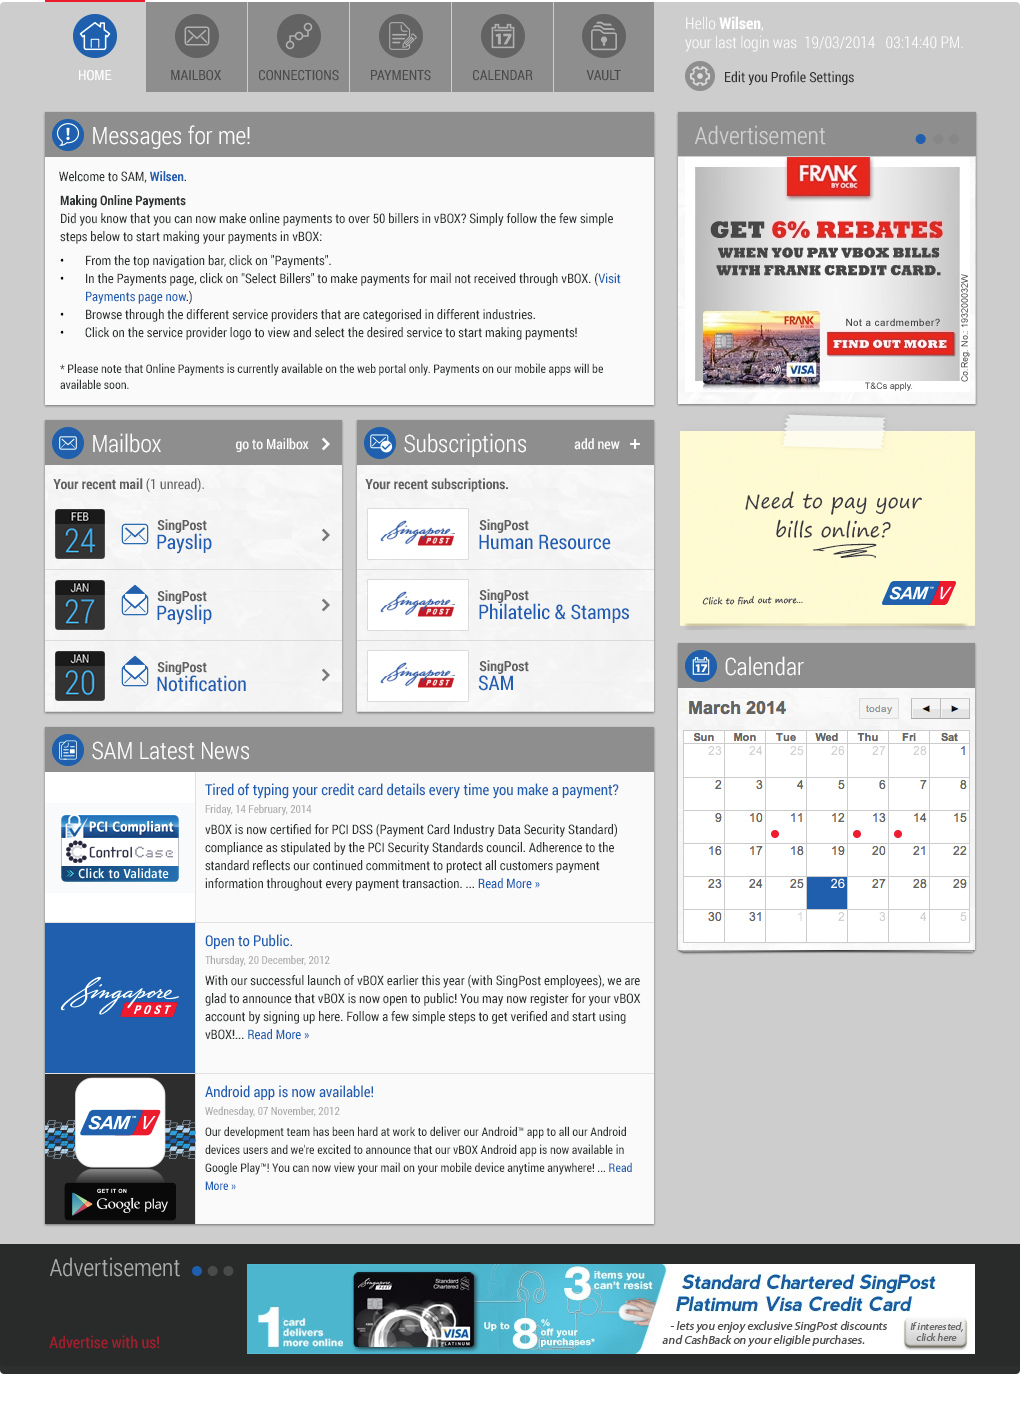 HOME
MAILBOX
CONNECTIONS
PAYMENTS
17
CALENDAR
VAULT
Hello Wilsen,
your last login was 19/03/2014 03:14:40 PM.
Edit you Profile Settings
Messages for me!
Welcome to SAM, Wilsen.
Making Online Payments
Did you know that you can now make online payments to over 50 billers in vBOX? Simply follow the few simple
steps below to start making your payments in vBOX:
• From the top navigation bar, click on "Payments".
• In the Payments page, click on "Select Billers" to make payments for mail not received through vBOX. (Visit
Payments page now.)
• Browse through the different service providers that are categorised in different industries.
• Click on the service provider logo to view and select the desired service to start making payments!
* Please note that Online Payments is currently available on the web portal only. Payments on our mobile apps will be
available soon.
Advertisement
FRANK
BY OCBC
GET 6% REBATES
WHEN YOU PAY VBOX BILLS
WITH FRANK CREDIT CARD.
FRANK
VISA
Not a cardmember?
FIND OUT MORE
T&Cs apply.
Co.Reg. No.: 193200032W
Mailbox
go to Mailbox
Your recent mail (1 unread).
FEB
24
SingPost
Payslip
JAN
27
SingPost
Payslip
JAN
20
SingPost
Notification
Subscriptions
add new +
Your recent subscriptions.
Singapore
POST
SingPost
Human Resource
Singapore
POST
SingPost
Philatelic & Stamps
Singapore
POST
SingPost
SAM
Need to pay your
bills online?
Click to find out more...
SAM V
17
Calendar
March 2014
today
Sun Mon Tue Wed Thu Fri Sat
23 24 25 26 27 28 1
2 3 4 5 6 7 8
9 10 11 12 13 14 15
16 17 18 19 20 21 22
23 24 25 26 27 28 29
30 31 1 2 3 4 5
SAM Latest News
PCI Compliant
ControlCase
» Click to Validate
Tired of typing your credit card details every time you make a payment?
Friday, 14 February, 2014
vBOX is now certified for PCI DSS (Payment Card Industry Data Security Standard)
compliance as stipulated by the PCI Security Standards council. Adherence to the
standard reflects our continued commitment to protect all customers payment
information throughout every payment transaction. ... Read More »
Singapore
POST
Open to Public.
Thursday, 20 December, 2012
With our successful launch of vBOX earlier this year (with SingPost employees), we are
glad to announce that vBOX is now open to public! You may now register for your vBOX
account by signing up here. Follow a few simple steps to get verified and start using
vBOX!... Read More »
SAM™ V
GET IT ON
Google play
Android app is now available!
Wednesday, 07 November, 2012
Our development team has been hard at work to deliver our Android™ app to all our Android
devices users and we're excited to announce that our vBOX Android app is now available in
Google Play™! You can now view your mail on your mobile device anytime anywhere! ... Read
More »
Advertisement
Advertise with us!
1 card
delivers
more online
Singapore
POST
Standard
Chartered
VISA
PLATINUM
3 items you
can't resist
Up to 8 %
off your
purchases*
Standard Chartered SingPost
Platinum Visa Credit Card
- lets you enjoy exclusive SingPost discounts
and CashBack on your eligible purchases.
If interested,
click here